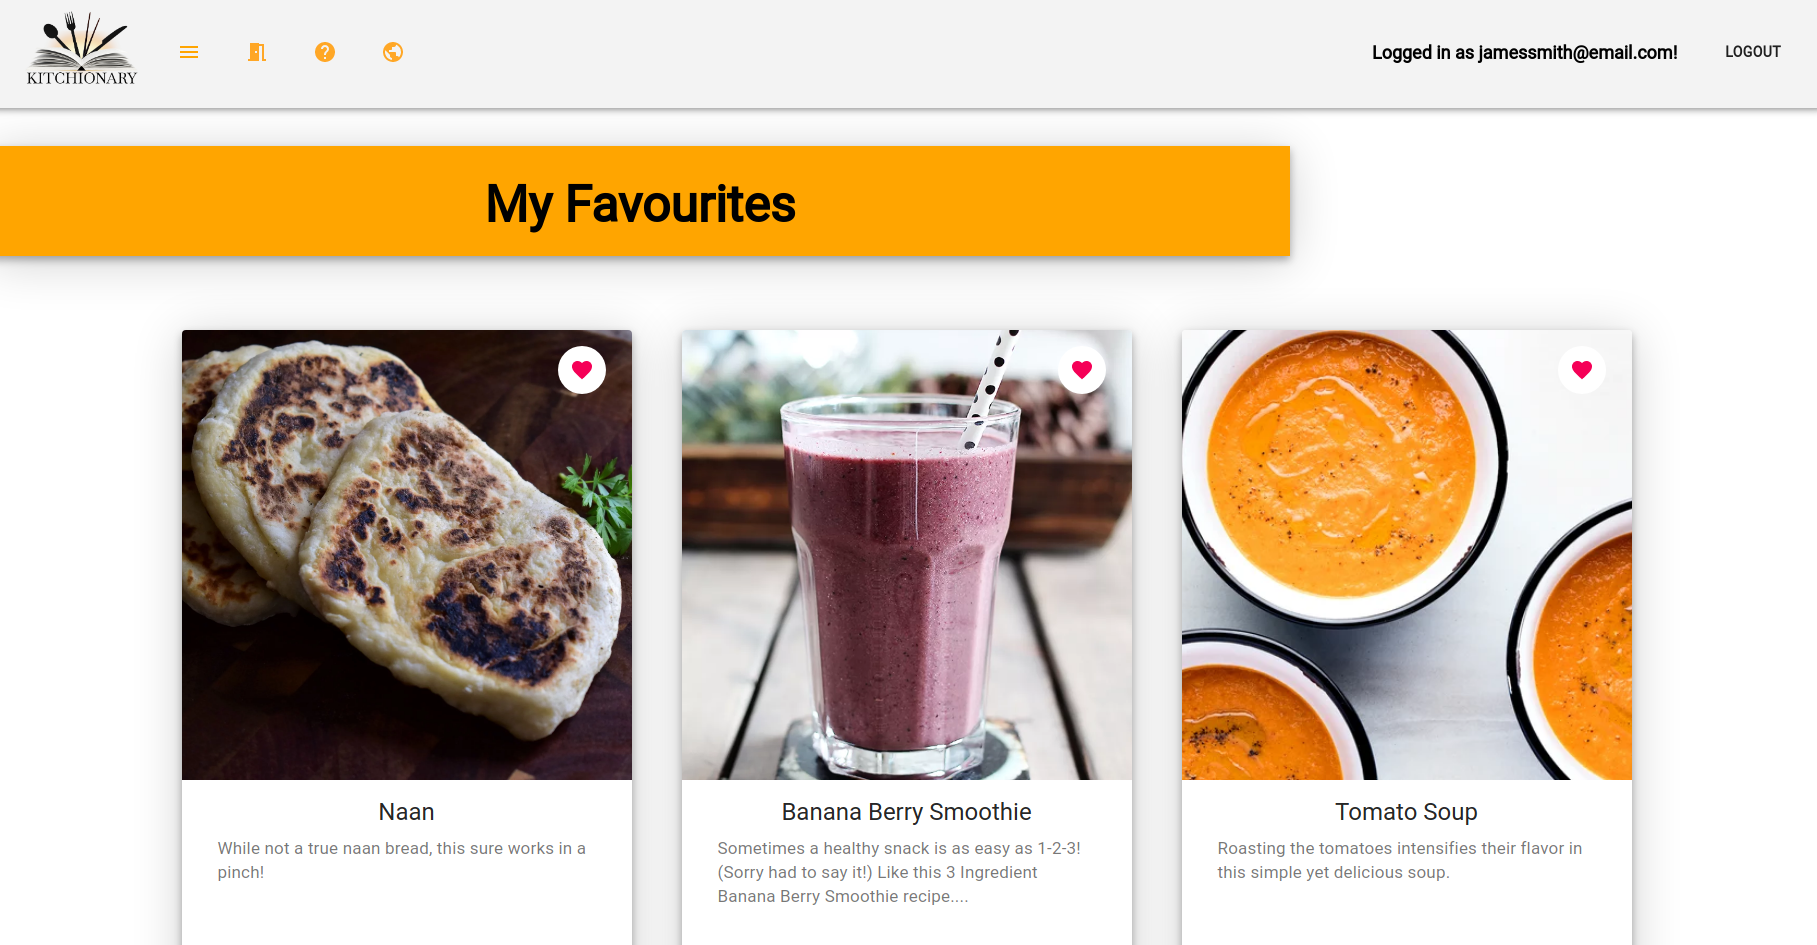 KITCHIONARY
Logged in as jamessmith@email.com!
LOGOUT
My Favourites
Naan
While not a true naan bread, this sure works in a
pinch!
Banana Berry Smoothie
Sometimes a healthy snack is as easy as 1-2-3!
(Sorry had to say it!) Like this 3 Ingredient
Banana Berry Smoothie recipe....
Tomato Soup
Roasting the tomatoes intensifies their flavor in
this simple yet delicious soup.